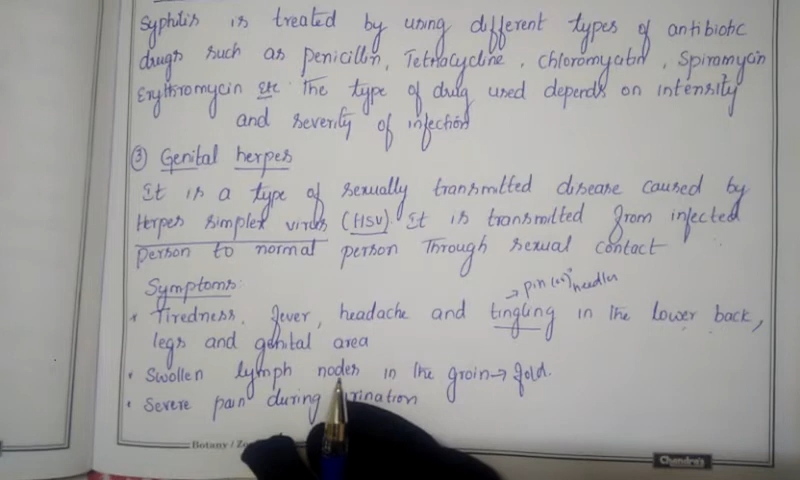 Syphilis is treated by using different types of antibiotic
drugs such as penicillin, Tetracycline, Chloromycetin, Spiramycin
Erythromycin Etc. The type of drug used depends on intensity
and severity of infection
③ Genital herpes
It is a type of sexually transmitted disease caused by
Herpes simplex virus (HSV). It is transmitted from infected
person to normal person through sexual contact
Symptoms:
→ pin (or) needles
* Tiredness, fever, headache and tingling in the lower back,
legs and genital area
* Swollen lymph nodes in the groin → fold.
* Severe pain during urination
Botany / Zo
Chandra's